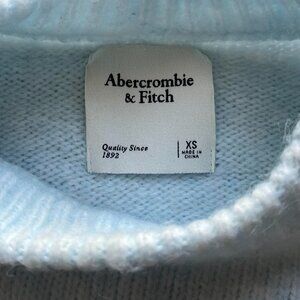 Abercrombie
& Fitch
Quality Since
1892
XS
MADE IN
CHINA